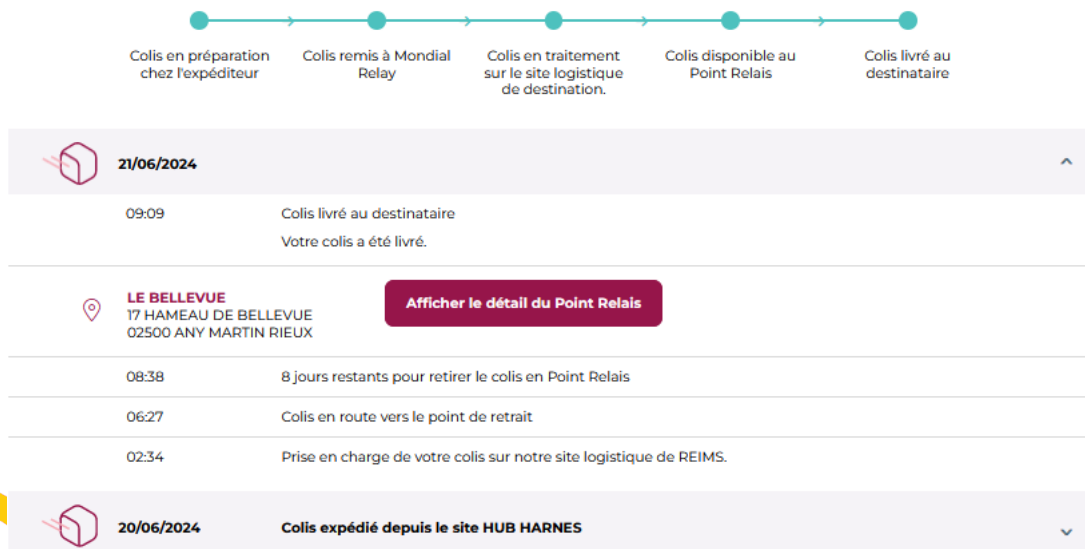 Colis en préparation
chez l'expéditeur
Colis remis à Mondial
Relay
Colis en traitement
sur le site logistique
de destination.
Colis disponible au
Point Relais
Colis livré au
destinataire
21/06/2024
09:09 Colis livré au destinataire
Votre colis a été livré.
LE BELLEVUE
17 HAMEAU DE BELLEVUE
02500 ANY MARTIN RIEUX
Afficher le détail du Point Relais
08:38 8 jours restants pour retirer le colis en Point Relais
06:27 Colis en route vers le point de retrait
02:34 Prise en charge de votre colis sur notre site logistique de REIMS.
20/06/2024 Colis expédié depuis le site HUB HARNES